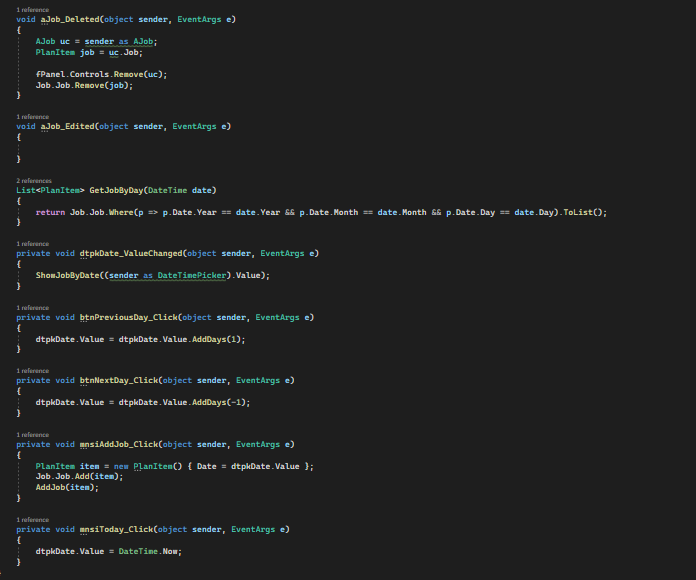 1 reference
void aJob_Deleted(object sender, EventArgs e)
{
AJob uc = sender as AJob;
PlanItem job = uc.Job;
fPanel.Controls.Remove(uc);
Job.Job.Remove(job);
}
1 reference
void aJob_Edited(object sender, EventArgs e)
{
}
2 references
List<PlanItem> GetJobByDay(DateTime date)
{
return Job.Job.Where(p => p.Date.Year == date.Year && p.Date.Month == date.Month && p.Date.Day == date.Day).ToList();
}
1 reference
private void dtpkDate_ValueChanged(object sender, EventArgs e)
{
ShowJobByDate((sender as DateTimePicker).Value);
}
1 reference
private void btnPreviousDay_Click(object sender, EventArgs e)
{
dtpkDate.Value = dtpkDate.Value.AddDays(1);
}
1 reference
private void btnNextDay_Click(object sender, EventArgs e)
{
dtpkDate.Value = dtpkDate.Value.AddDays(-1);
}
1 reference
private void mnsiAddJob_Click(object sender, EventArgs e)
{
PlanItem item = new PlanItem() { Date = dtpkDate.Value };
Job.Job.Add(item);
AddJob(item);
}
1 reference
private void mnsiToday_Click(object sender, EventArgs e)
{
dtpkDate.Value = DateTime.Now;
}